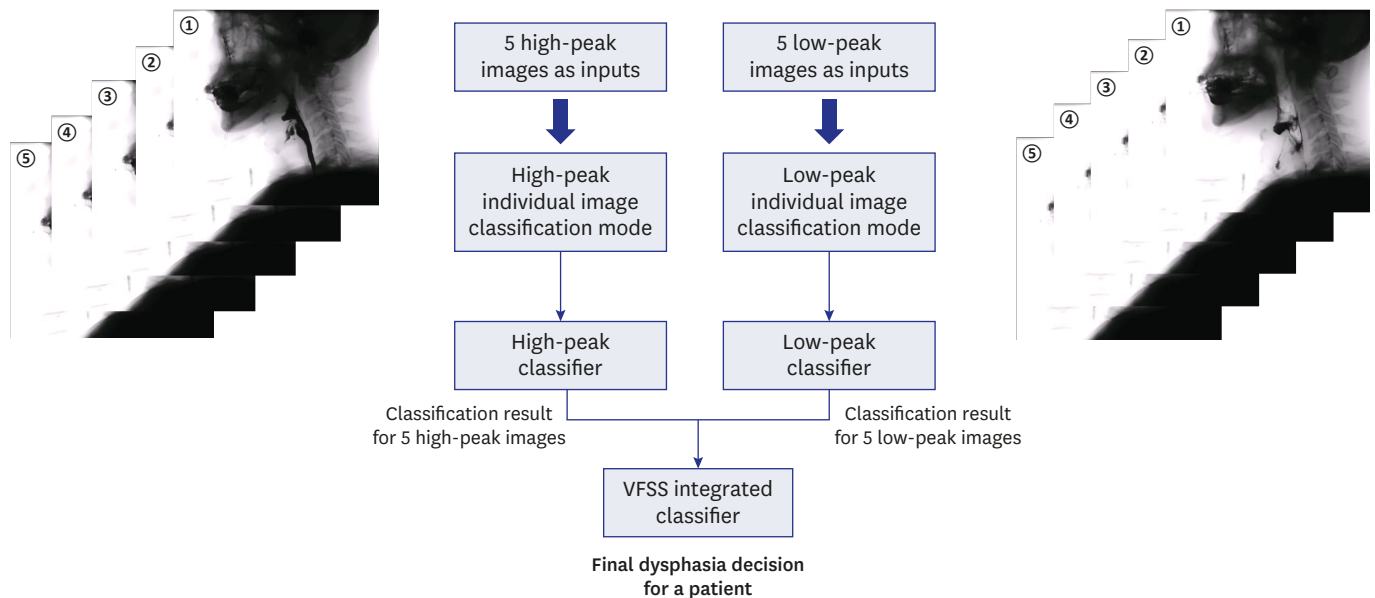 ①
②
③
④
⑤
5 high-peak
images as inputs
High-peak
individual image
classification mode
High-peak
classifier
Classification result
for 5 high-peak images
5 low-peak
images as inputs
Low-peak
individual image
classification mode
Low-peak
classifier
Classification result
for 5 low-peak images
VFSS integrated
classifier
Final dysphasia decision
for a patient
①
②
③
④
⑤